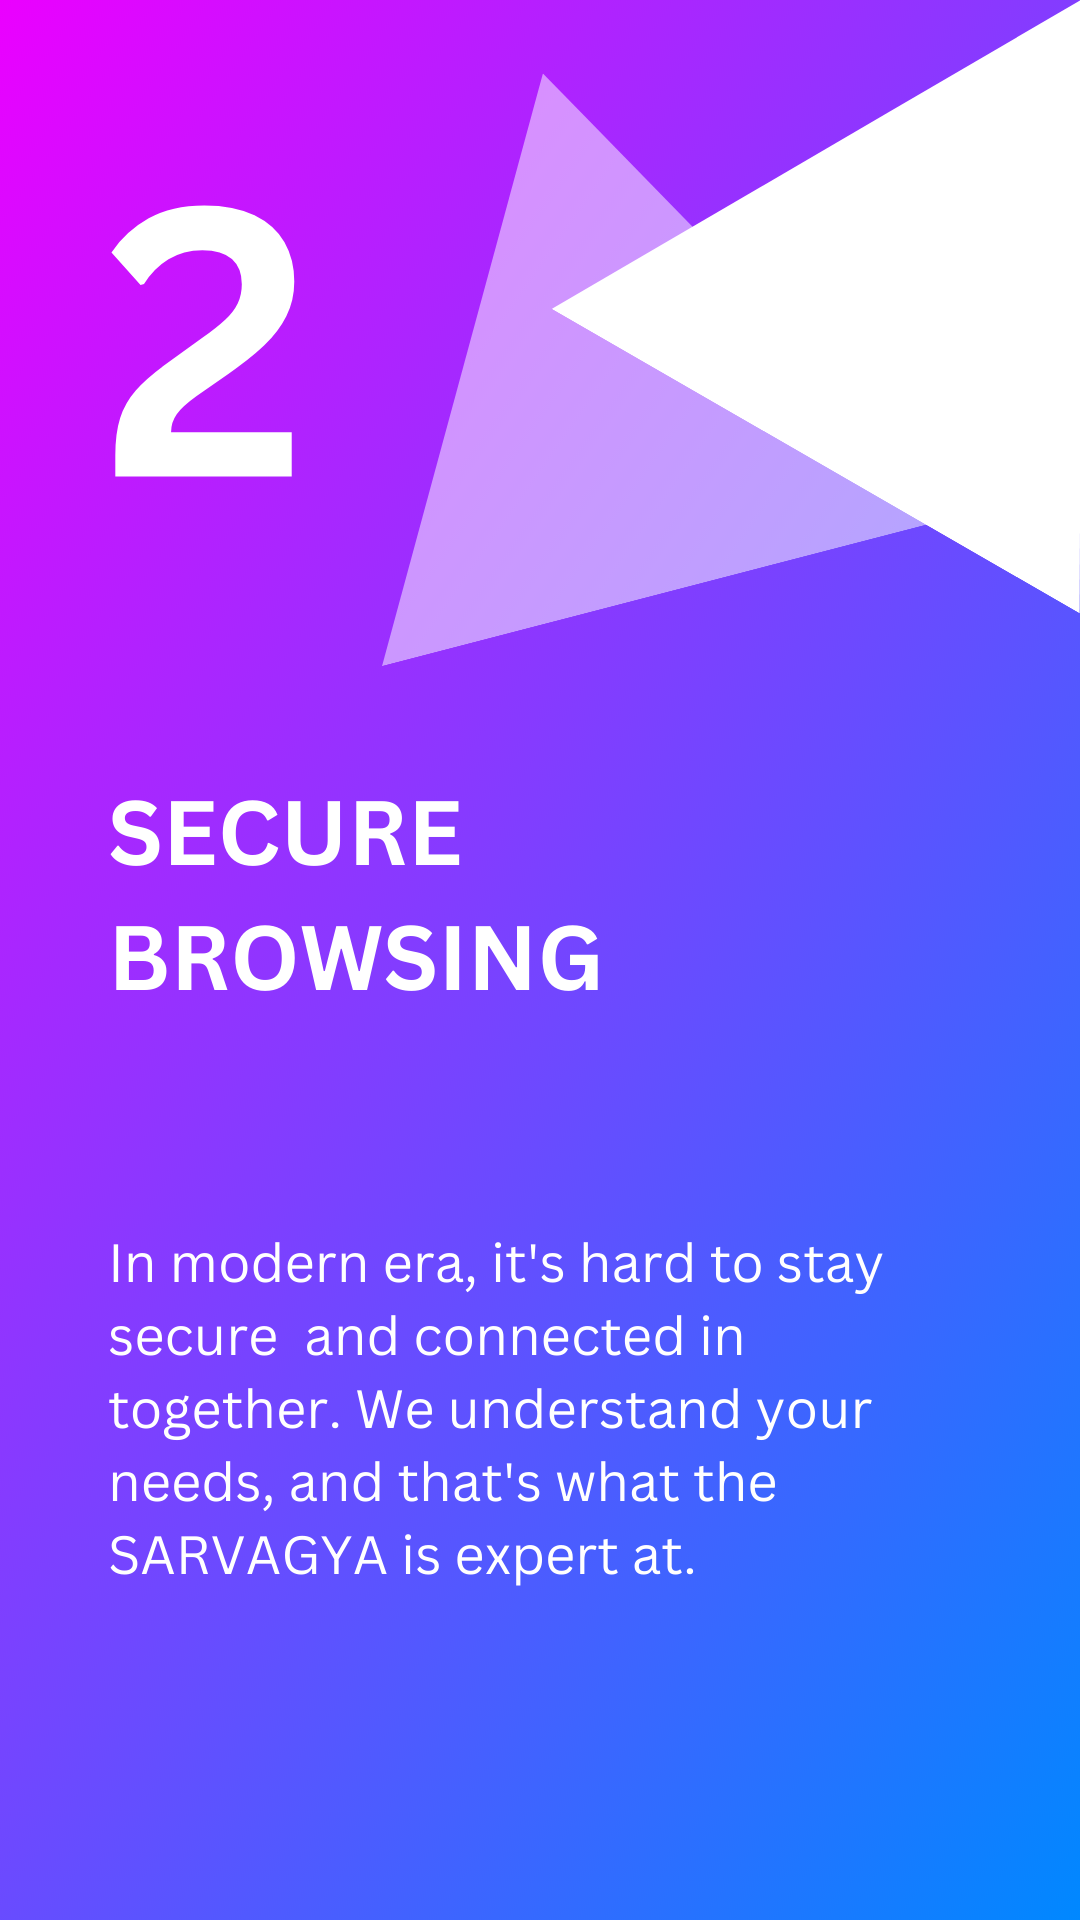 2
SECURE
BROWSING
In modern era, it's hard to stay
secure  and connected in
together. We understand your
needs, and that's what the
SARVAGYA is expert at.